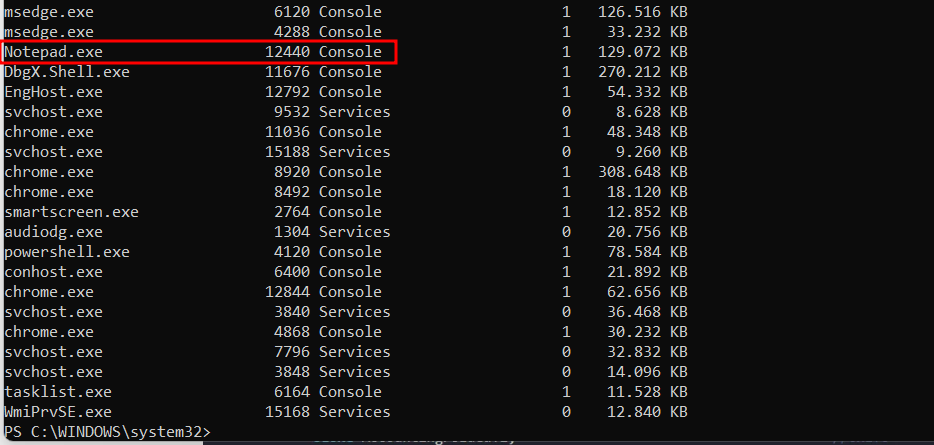 msedge.exe 6120 Console 1 126.516 KB
msedge.exe 4288 Console 1 33.232 KB
Notepad.exe 12440 Console 1 129.072 KB
DbgX.Shell.exe 11676 Console 1 270.212 KB
EngHost.exe 12792 Console 1 54.332 KB
svchost.exe 9532 Services 0 8.628 KB
chrome.exe 11036 Console 1 48.348 KB
svchost.exe 15188 Services 0 9.260 KB
chrome.exe 8920 Console 1 308.648 KB
chrome.exe 8492 Console 1 18.120 KB
smartscreen.exe 2764 Console 1 12.852 KB
audiodg.exe 1304 Services 0 20.756 KB
powershell.exe 4120 Console 1 78.584 KB
conhost.exe 6400 Console 1 21.892 KB
chrome.exe 12844 Console 1 62.656 KB
svchost.exe 3840 Services 0 36.468 KB
chrome.exe 4868 Console 1 30.232 KB
svchost.exe 7796 Services 0 32.832 KB
svchost.exe 3848 Services 0 14.096 KB
tasklist.exe 6164 Console 1 11.528 KB
WmiPrvSE.exe 15168 Services 0 12.840 KB
PS C:\WINDOWS\system32>